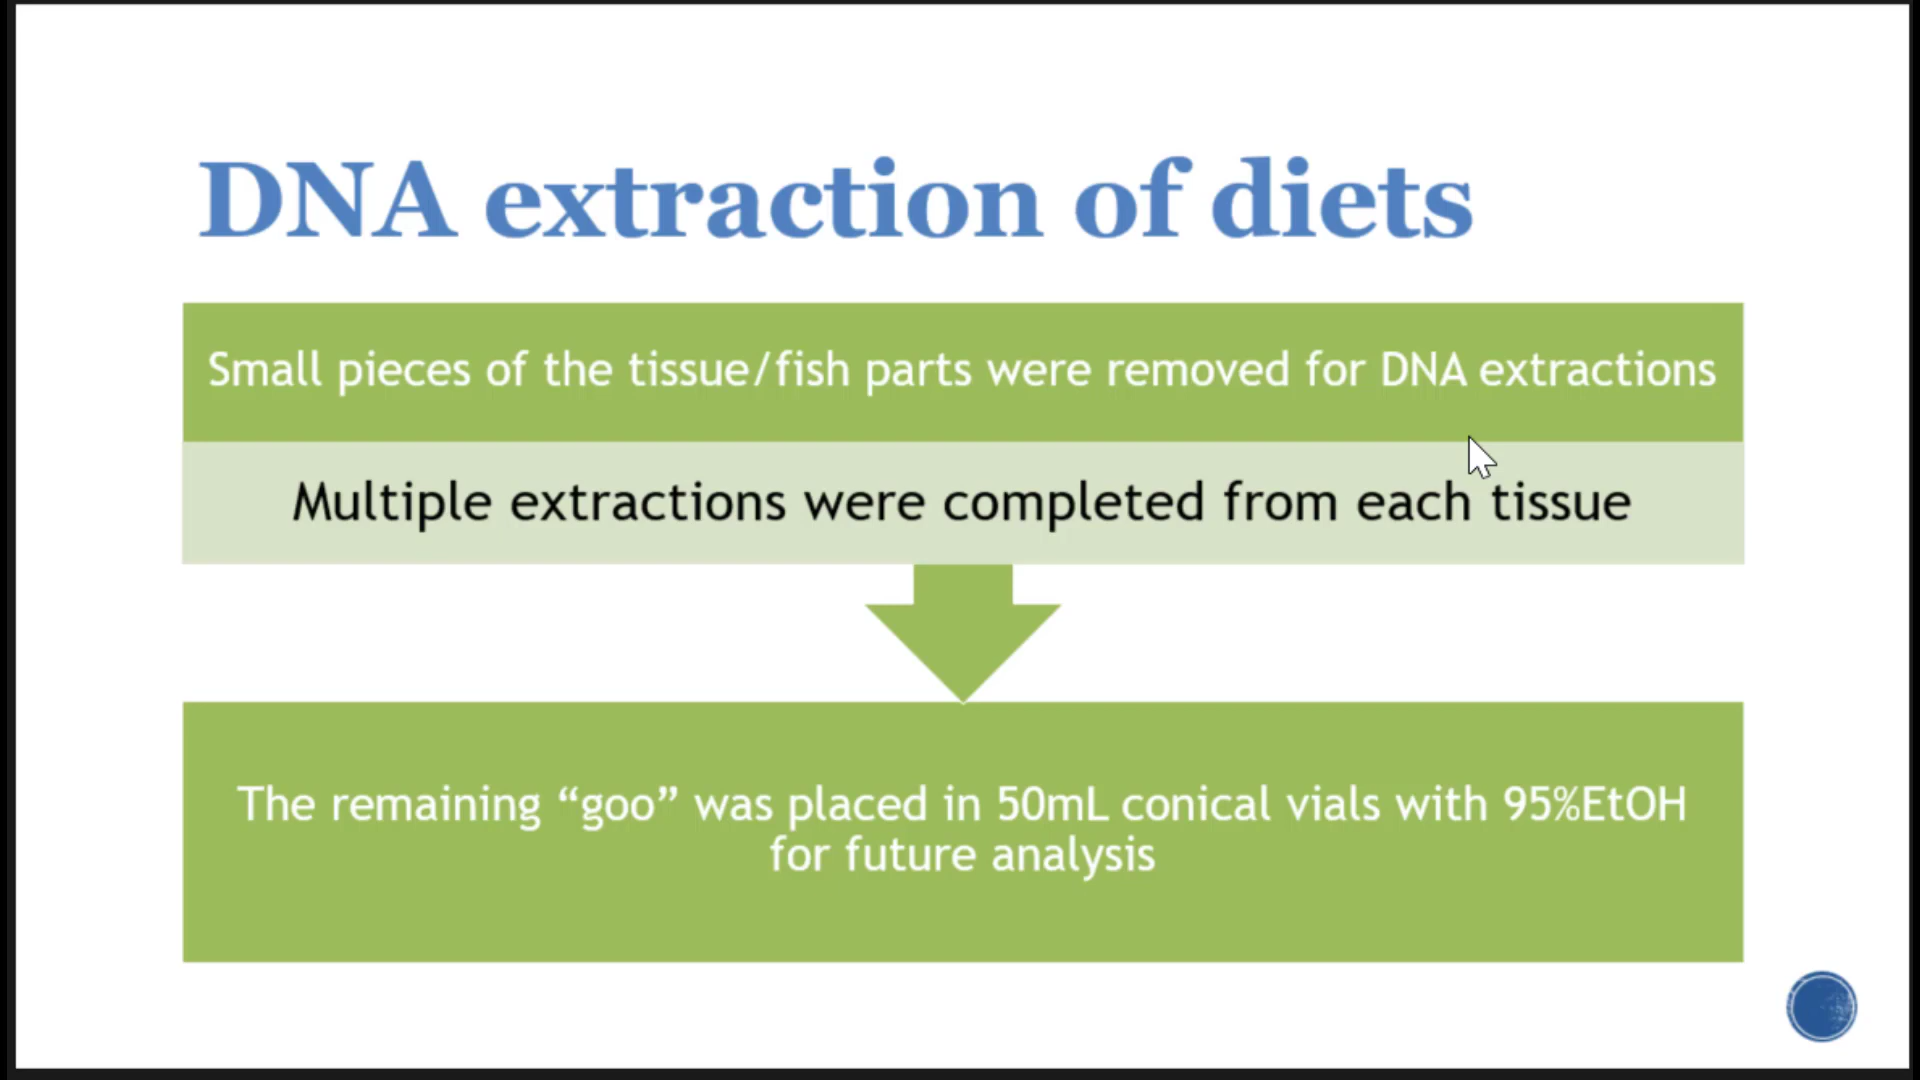 DNA extraction of diets
Small pieces of the tissue/fish parts were removed for DNA extractions
Multiple extractions were completed from each tissue
The remaining “goo” was placed in 50mL conical vials with 95%EtOH
for future analysis